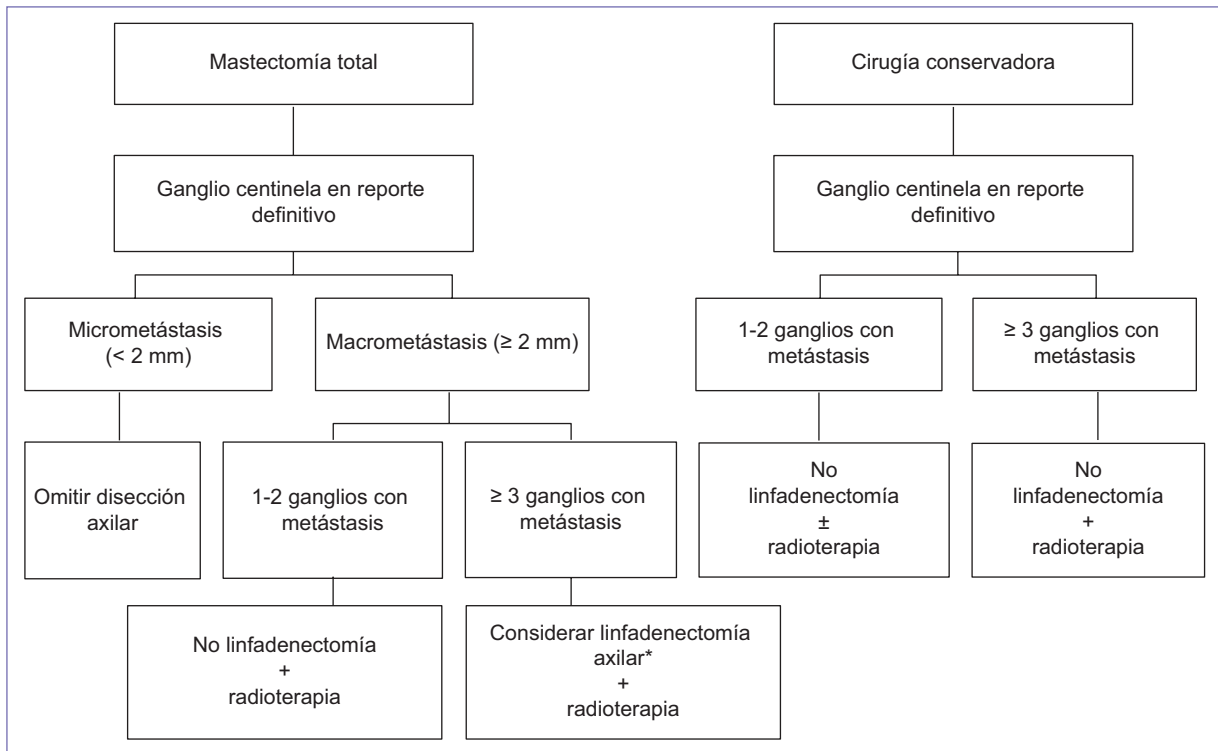 Mastectomía total
Cirugía conservadora
Ganglio centinela en reporte
definitivo
Ganglio centinela en reporte
definitivo
Micrometástasis
(< 2 mm)
Macrometástasis (≥ 2 mm)
1-2 ganglios con
metástasis
≥ 3 ganglios con
metástasis
Omitir disección
axilar
1-2 ganglios con
metástasis
≥ 3 ganglios con
metástasis
No
linfadenectomía
±
radioterapia
No
linfadenectomía
+
radioterapia
No linfadenectomía
+
radioterapia
Considerar linfadenectomía
axilar*
+
radioterapia